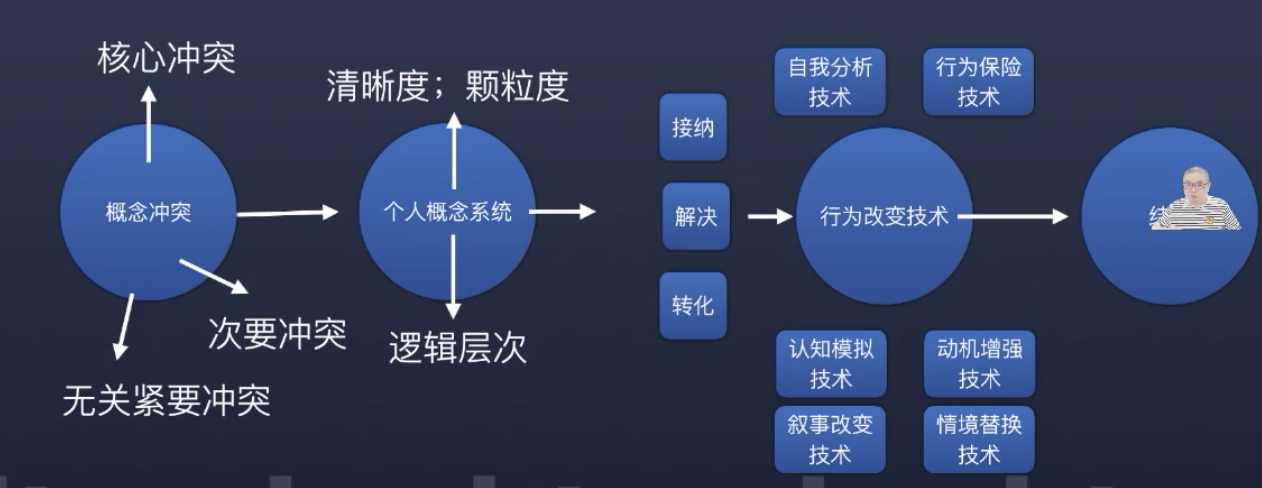 核心冲突
清晰度；颗粒度
概念冲突
个人概念系统
次要冲突
无关紧要冲突
逻辑层次
接纳
解决
转化
自我分析
技术
行为保险
技术
行为改变技术
认知模拟
技术
动机增强
技术
叙事改变
技术
情境替换
技术